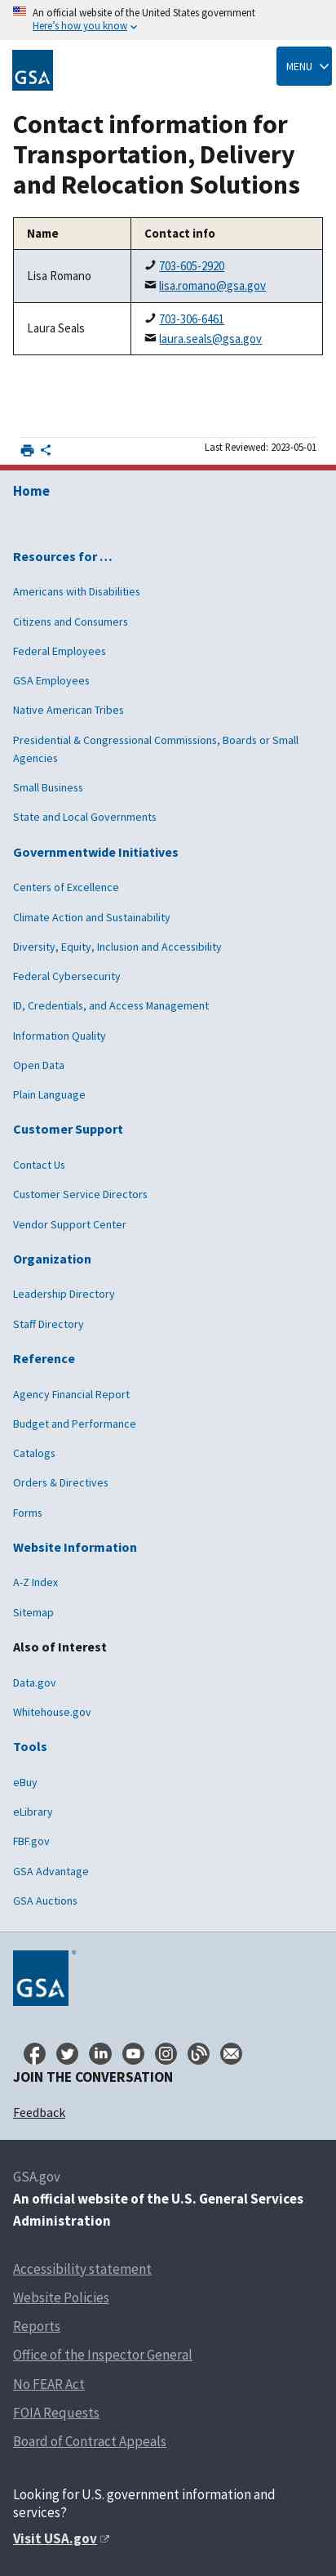 An official website of the United States government
Here's how you know
GSA
MENU
Contact information for
Transportation, Delivery
and Relocation Solutions
Name
Contact info
Lisa Romano
703-605-2920
lisa.romano@gsa.gov
Laura Seals
703-306-6461
laura.seals@gsa.gov
Last Reviewed: 2023-05-01
Home
Resources for …
Americans with Disabilities
Citizens and Consumers
Federal Employees
GSA Employees
Native American Tribes
Presidential & Congressional Commissions, Boards or Small
Agencies
Small Business
State and Local Governments
Governmentwide Initiatives
Centers of Excellence
Climate Action and Sustainability
Diversity, Equity, Inclusion and Accessibility
Federal Cybersecurity
ID, Credentials, and Access Management
Information Quality
Open Data
Plain Language
Customer Support
Contact Us
Customer Service Directors
Vendor Support Center
Organization
Leadership Directory
Staff Directory
Reference
Agency Financial Report
Budget and Performance
Catalogs
Orders & Directives
Forms
Website Information
A-Z Index
Sitemap
Also of Interest
Data.gov
Whitehouse.gov
Tools
eBuy
eLibrary
FBF.gov
GSA Advantage
GSA Auctions
GSA
JOIN THE CONVERSATION
Feedback
GSA.gov
An official website of the U.S. General Services
Administration
Accessibility statement
Website Policies
Reports
Office of the Inspector General
No FEAR Act
FOIA Requests
Board of Contract Appeals
Looking for U.S. government information and
services?
Visit USA.gov